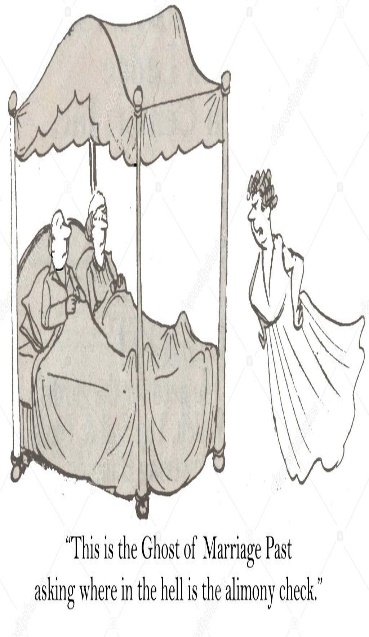 “This is the Ghost of Marriage Past
asking where in the hell is the alimony check.”